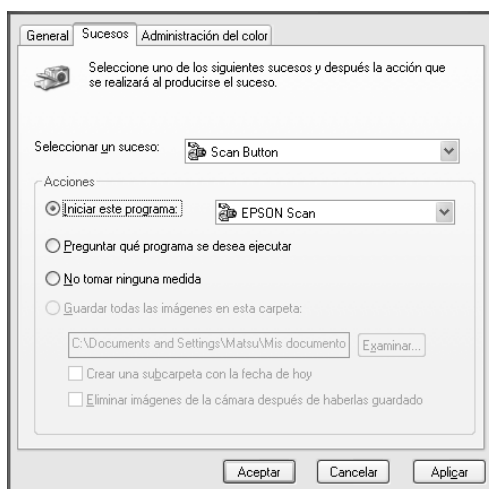 General Sucesos Administración del color
Seleccione uno de los siguientes sucesos y después la acción que
se realizará al producirse el suceso.
Seleccionar un suceso: Scan Button
Acciones
Iniciar este programa: EPSON Scan
Preguntar qué programa se desea ejecutar
No tomar ninguna medida
Guardar todas las imágenes en esta carpeta:
C:\Documents and Settings\Matsu\Mis documento Examinar...
Crear una subcarpeta con la fecha de hoy
Eliminar imágenes de la cámara después de haberlas guardado
Aceptar Cancelar Aplicar